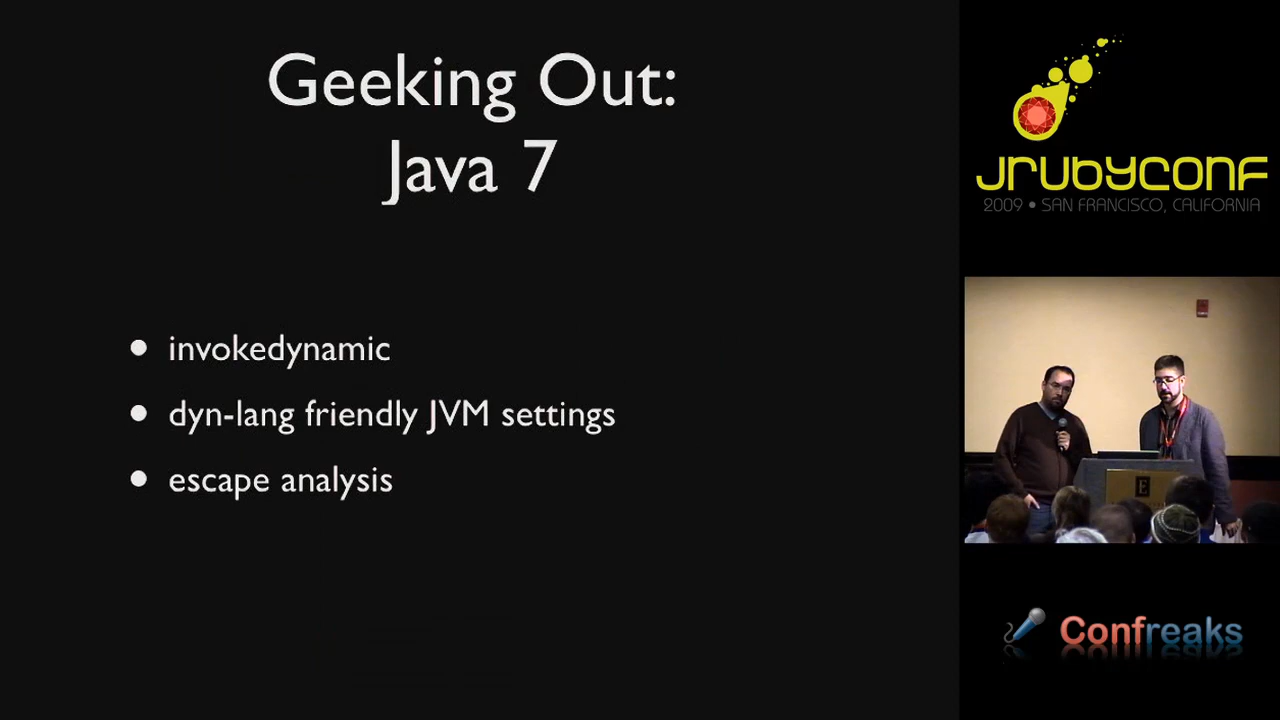 Geeking Out:
Java 7
• invokedynamic
• dyn-lang friendly JVM settings
• escape analysis
JRUBYCONF
2009 • SAN FRANCISCO, CALIFORNIA
E
Confreaks